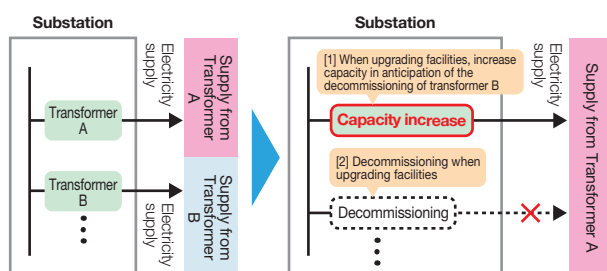 Substation
Transformer
A
Electricity
supply
Supply from
Transformer
A
Transformer
B
Electricity
supply
Supply from
Transformer
B
Substation
[1] When upgrading facilities, increase
capacity in anticipation of the
decommissioning of transformer B
Electricity
supply
Capacity increase
[2] Decommissioning when
upgrading facilities
Decommissioning
Supply from Transformer A